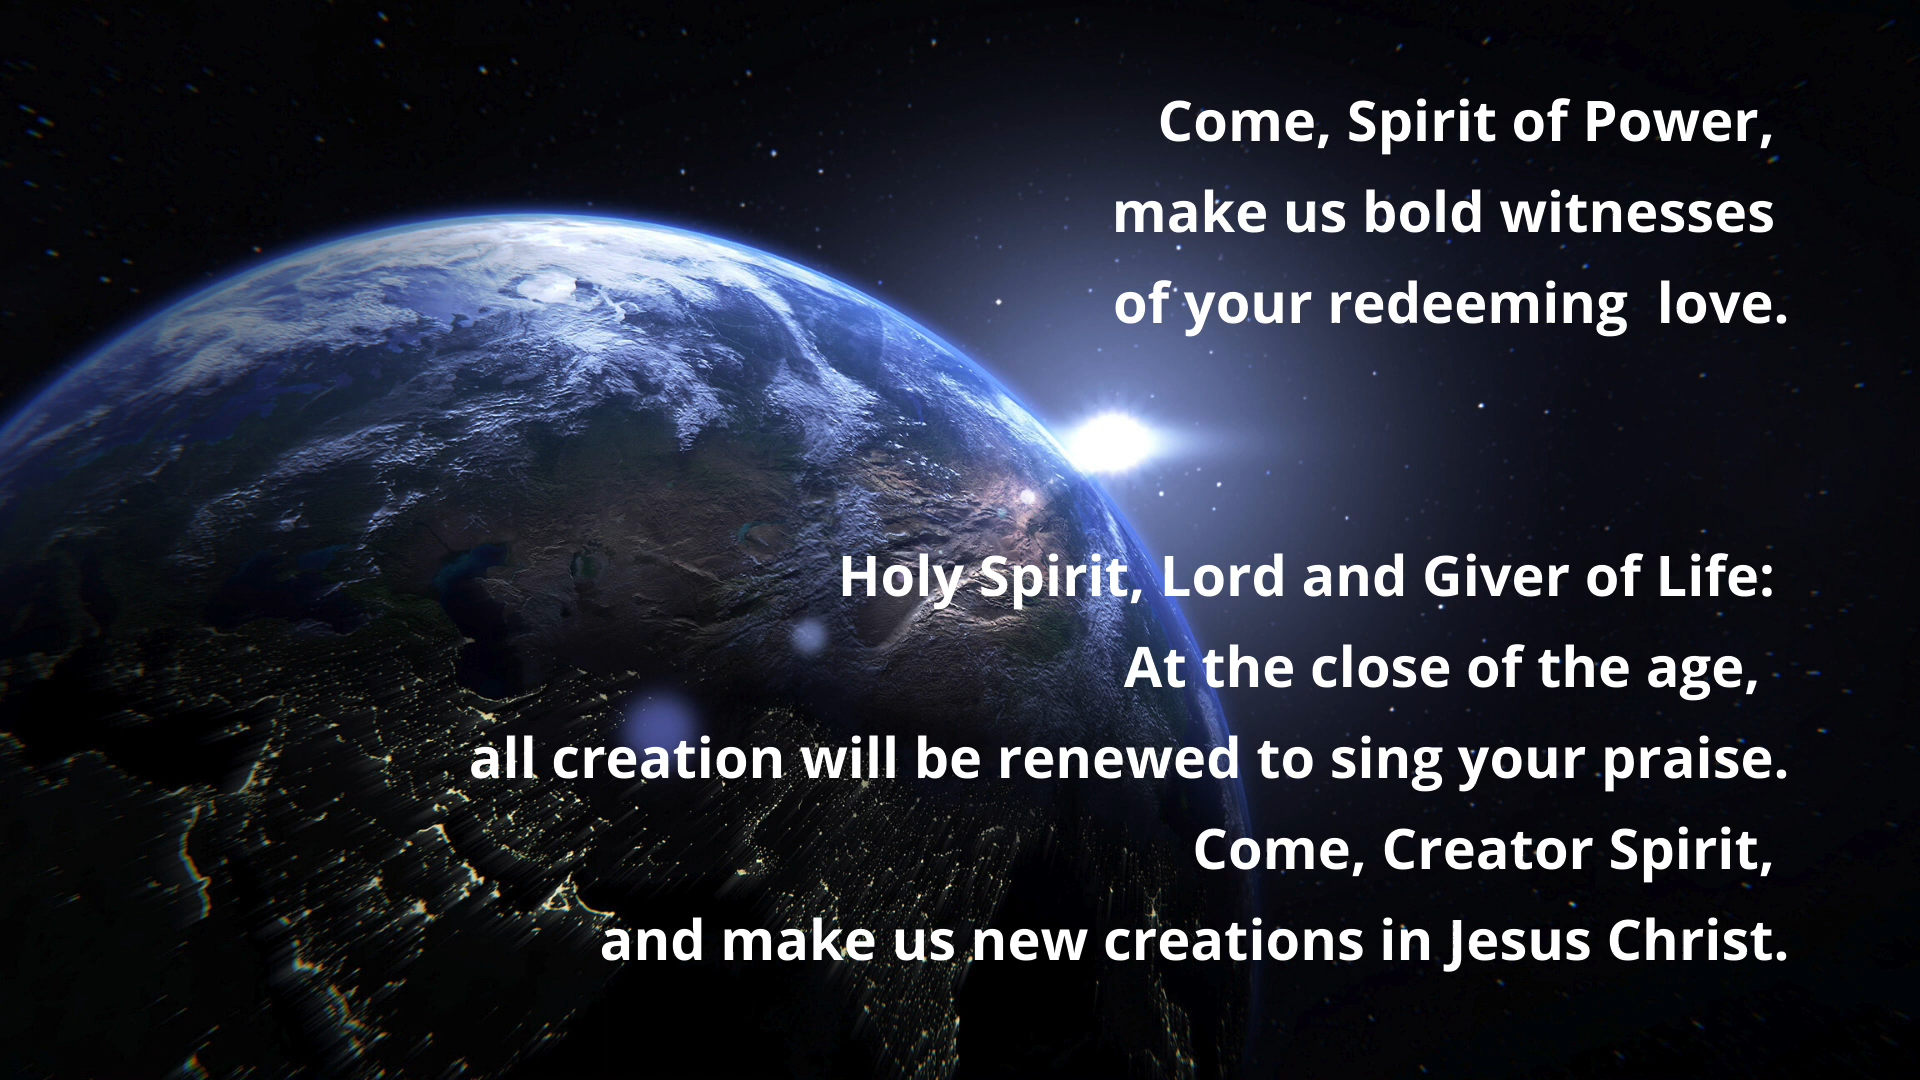 Come, Spirit of Power,
make us bold witnesses
of your redeeming  love.
Holy Spirit, Lord and Giver of Life:
At the close of the age,
all creation will be renewed to sing your praise.
Come, Creator Spirit,
and make us new creations in Jesus Christ.